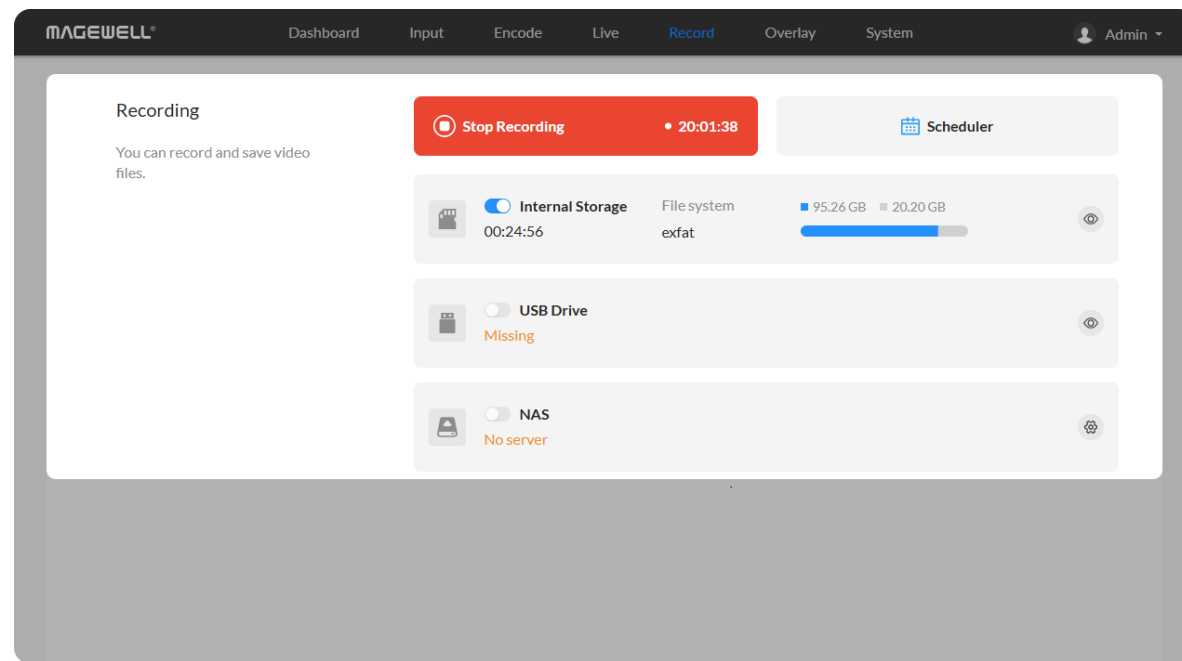 MAGEWELL®
Dashboard Input Encode Live Record Overlay System Admin
Recording
You can record and save video
files.
Stop Recording 20:01:38
Scheduler
Internal Storage
00:24:56
File system
exfat
95.26 GB 20.20 GB
USB Drive
Missing
NAS
No server